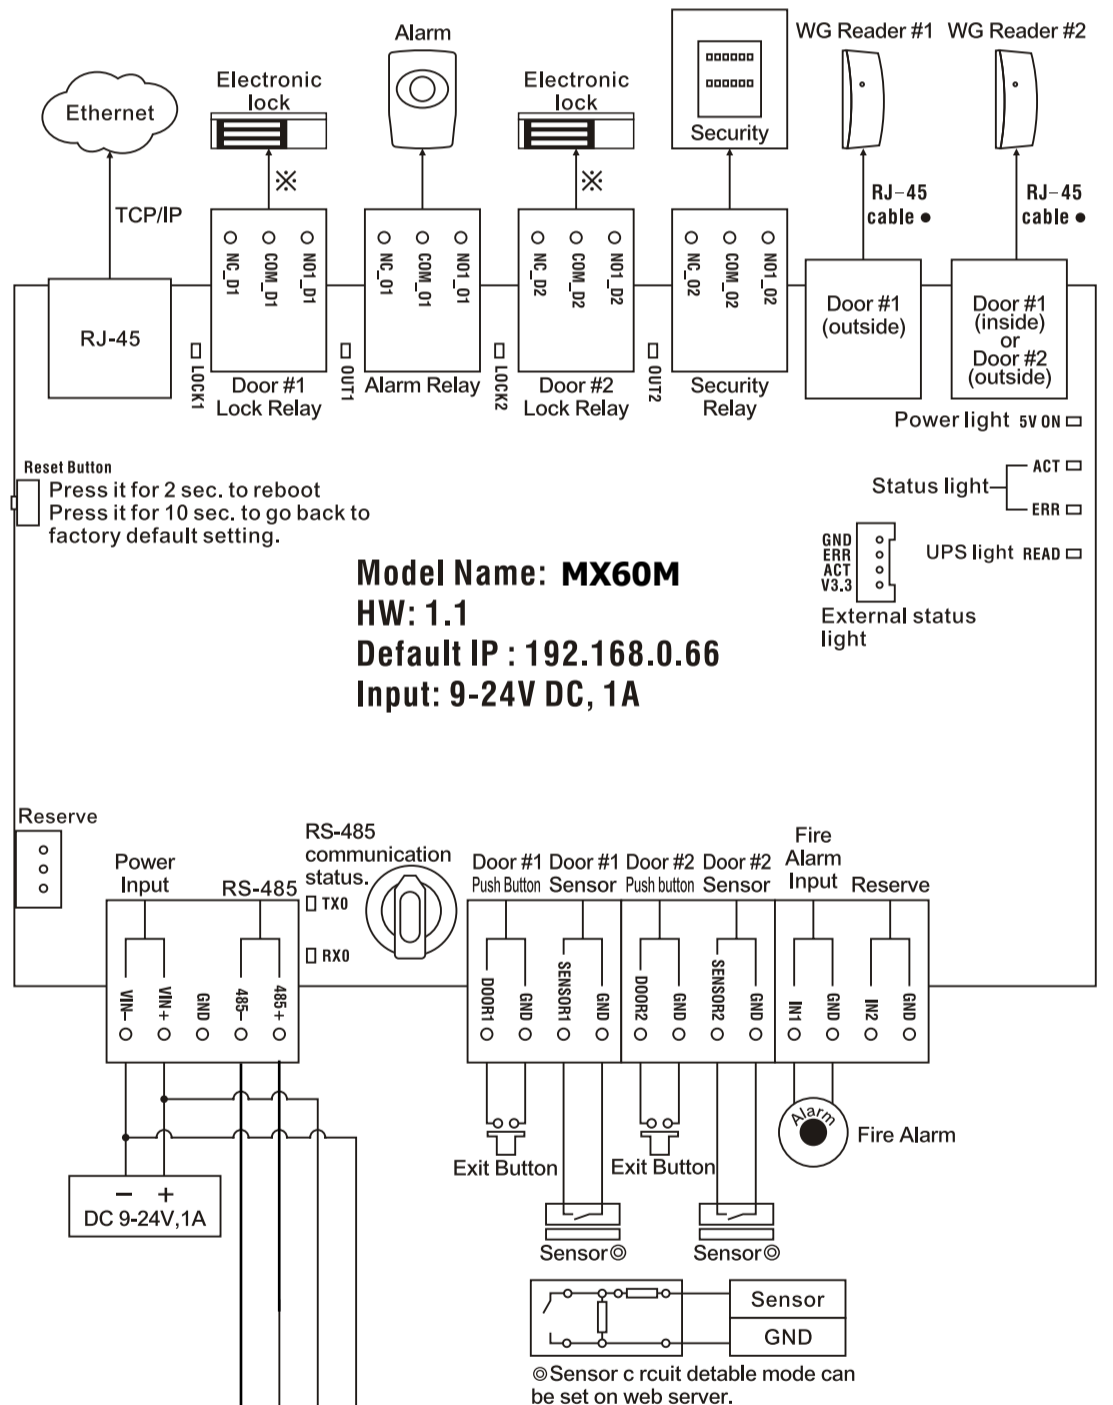 Alarm
WG Reader #1
WG Reader #2
Ethernet
Electronic
lock
Electronic
lock
Security
TCP/IP
※
※
RJ-45
cable ●
RJ-45
cable ●
NC_D1
COM_D1
NO1_D1
NC_O1
COM_O1
NO1_O1
NC_D2
COM_D2
NO1_D2
NC_O2
COM_O2
NO1_O2
RJ-45
LOCK1
OUT1
LOCK2
OUT2
Door #1
(outside)
Door #1
(inside)
or
Door #2
(outside)
Door #1
Lock Relay
Alarm Relay
Door #2
Lock Relay
Security
Relay
Power light 5V ON
Status light
ACT
ERR
UPS light READ
Reset Button
Press it for 2 sec. to reboot
Press it for 10 sec. to go back to
factory default setting.
GND
ERR
ACT
V3.3
External status
light
Model Name: MX60M
HW: 1.1
Default IP : 192.168.0.66
Input: 9-24V DC, 1A
Reserve
Power
Input
RS-485
RS-485
communication
status.
TX0
RX0
Door #1
Push Button
Door #1
Sensor
Door #2
Push button
Door #2
Sensor
Fire
Alarm
Input
Reserve
VIN-
VIN+
GND
485-
485+
DOOR1
GND
SENSOR1
GND
DOOR2
GND
SENSOR2
GND
IN1
GND
IN2
GND
Exit Button
Exit Button
Alarm
Fire Alarm
− +
DC 9-24V,1A
Sensor◎
Sensor◎
Sensor
GND
◎Sensor c rcuit detable mode can
be set on web server.